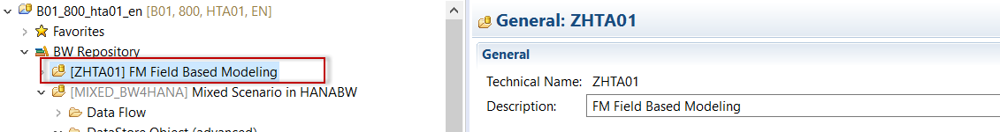 B01_800_hta01_en [B01, 800, HTA01, EN]
Favorites
BW Repository
[ZHTA01] FM Field Based Modeling
[MIXED_BW4HANA] Mixed Scenario in HANABW
Data Flow
DataStore Object (advanced)
General: ZHTA01
General
Technical Name: ZHTA01
Description: FM Field Based Modeling